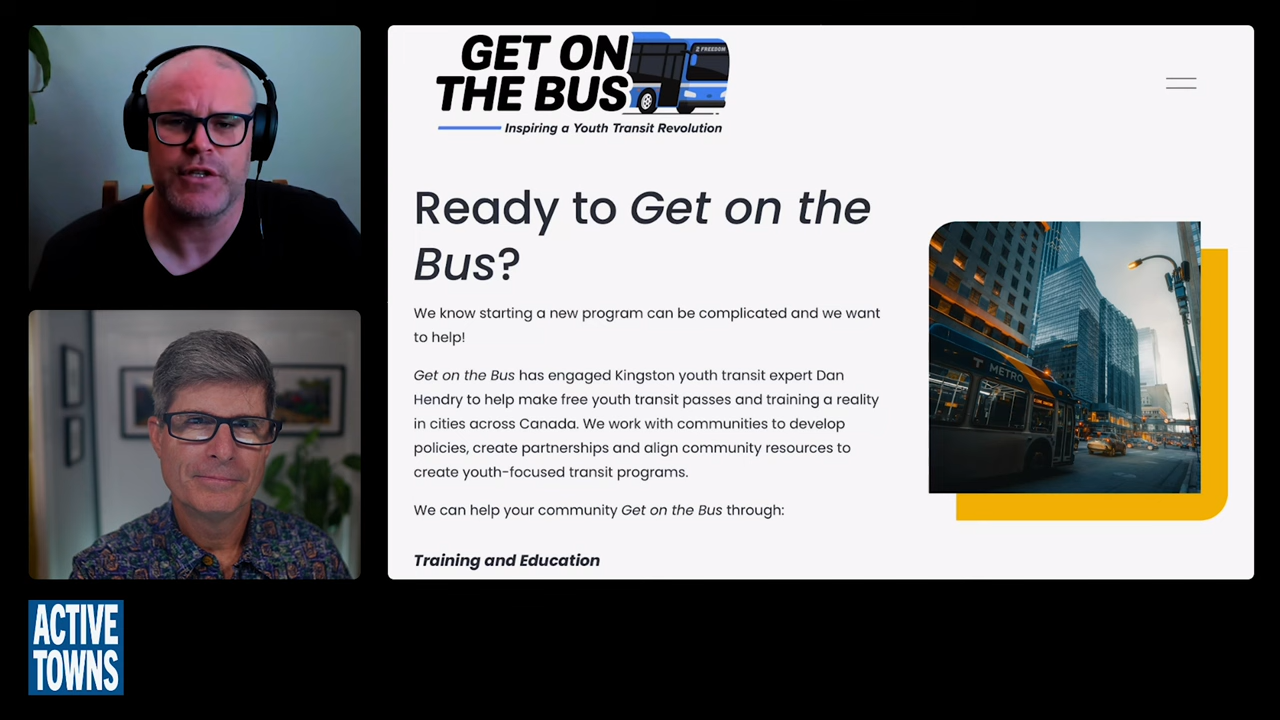 GET ON
THE BUS
2 FREEDOM
Inspiring a Youth Transit Revolution
Ready to Get on the
Bus?
We know starting a new program can be complicated and we want
to help!
Get on the Bus has engaged Kingston youth transit expert Dan
Hendry to help make free youth transit passes and training a reality
in cities across Canada. We work with communities to develop
policies, create partnerships and align community resources to
create youth-focused transit programs.
We can help your community Get on the Bus through:
Training and Education
T METRO
ACTIVE
TOWNS